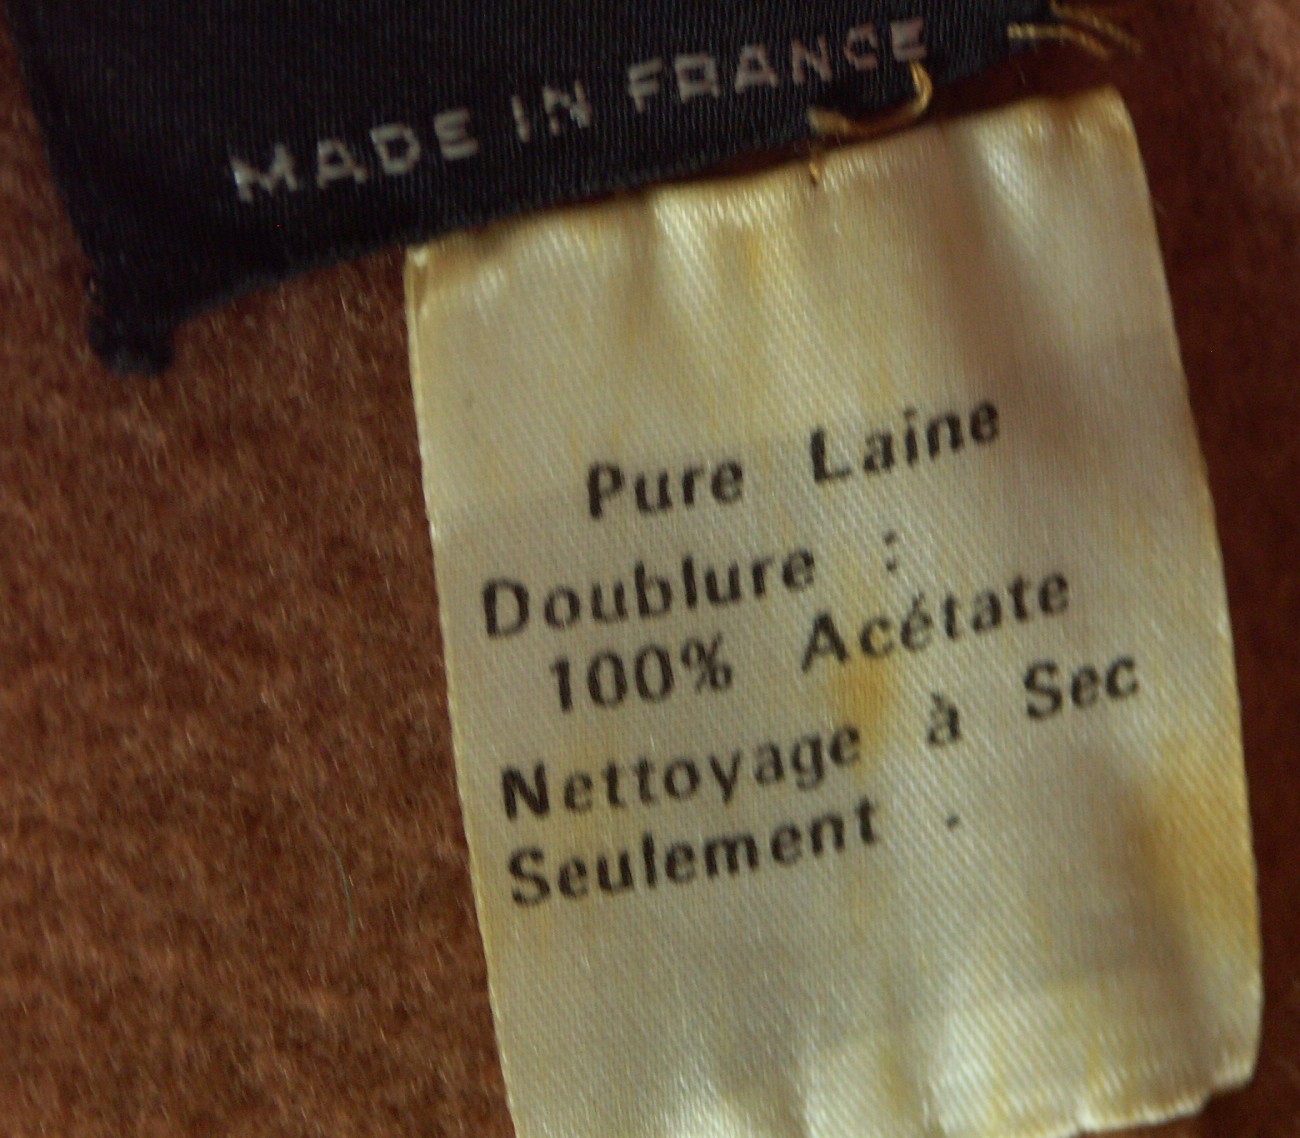 MADE IN FRANCE
Pure Laine
Doublure :
100% Acétate
Nettoyage à Sec
Seulement .